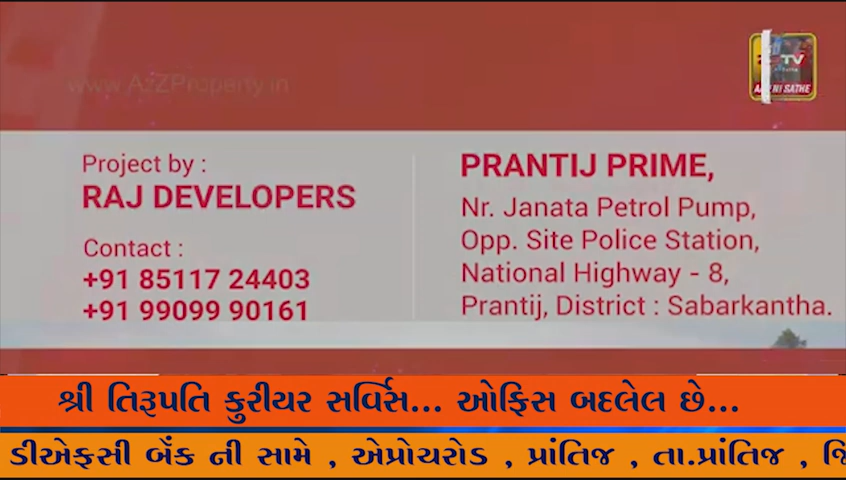 www.AzZProperty.in
TV
NI SATHE
Project by :
RAJ DEVELOPERS
Contact :
+91 85117 24403
+91 99099 90161
PRANTIJ PRIME,
Nr. Janata Petrol Pump,
Opp. Site Police Station,
National Highway - 8,
Prantij, District : Sabarkantha.
શ્રી તિરૂપતિ કુરીયર સર્વિસ... ઓફિસ બદલેલ છે...
ડીએફસી બેંક ની સામે , એપ્રોચરોડ , પ્રાંતિજ , તા.પ્રાંતિજ , જિ